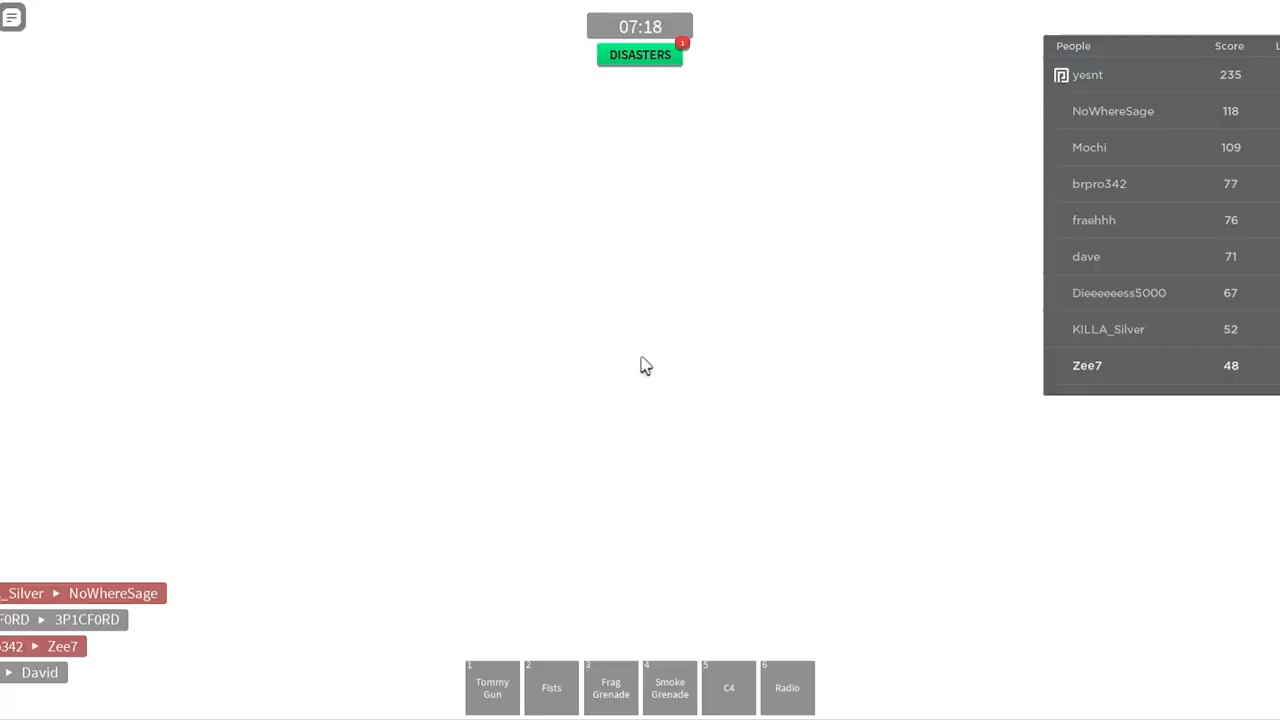 07:18
DISASTERS
1
People Score
yesnt 235
NoWhereSage 118
Mochi 109
brpro342 77
fraehhh 76
dave 71
Dieeeeeess5000 67
KILLA_Silver 52
Zee7 48
_Silver ▸ NoWhereSage
F0RD ▸ 3P1CF0RD
342 ▸ Zee7
▸ David
1 Tommy Gun
2 Fists
3 Frag Grenade
4 Smoke Grenade
5 C4
6 Radio